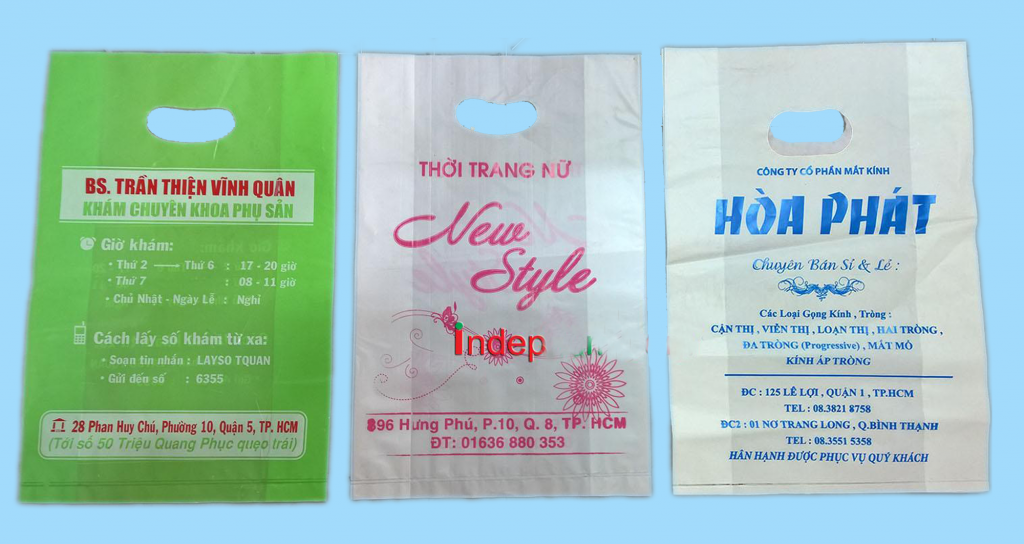 BS. TRẦN THIỆN VĨNH QUÂN
KHÁM CHUYÊN KHOA PHỤ SẢN
Giờ khám:
• Thứ 2 → Thứ 6 : 17 - 20 giờ
• Thứ 7 : 08 - 11 giờ
• Chủ Nhật - Ngày Lễ : Nghỉ
Cách lấy số khám từ xa:
• Soạn tin nhắn : LAYSO TQUAN
• Gửi đến số : 6355
28 Phan Huy Chú, Phường 10, Quận 5, TP. HCM
(Tới số 50 Triệu Quang Phục quẹo trái)
THỜI TRANG NỮ
New
Style
indep
896 Hưng Phú, P.10, Q. 8, TP. HCM
ĐT: 01636 880 353
CÔNG TY CỔ PHẦN MẮT KÍNH
HÒA PHÁT
Chuyên Bán Sỉ & Lẻ :
Các Loại Gọng Kính , Tròng :
CẬN THỊ , VIỄN THỊ , LOẠN THỊ , HAI TRÒNG ,
ĐA TRÒNG (Progressive) , MÁT MÒ
KÍNH ÁP TRÒNG
ĐC : 125 LÊ LỢI , QUẬN 1 , TP.HCM
TEL : 08.3821 8758
ĐC2 : 01 NƠ TRANG LONG , Q.BÌNH THẠNH
TEL : 08.3551 5358
HÂN HẠNH ĐƯỢC PHỤC VỤ QUÝ KHÁCH